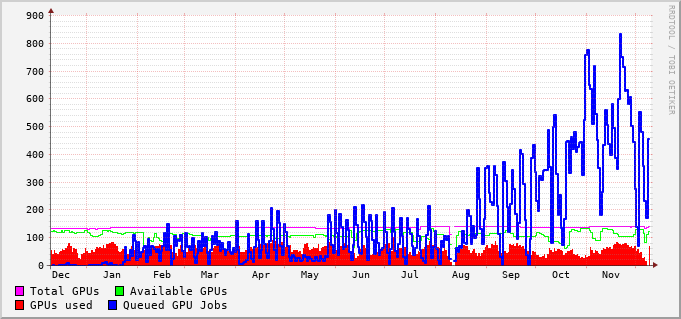 900
800
700
600
500
400
300
200
100
0
Dec Jan Feb Mar Apr May Jun Jul Aug Sep Oct Nov
Total GPUs Available GPUs
GPUs used Queued GPU Jobs
RRDTOOL / TOBI OETIKER